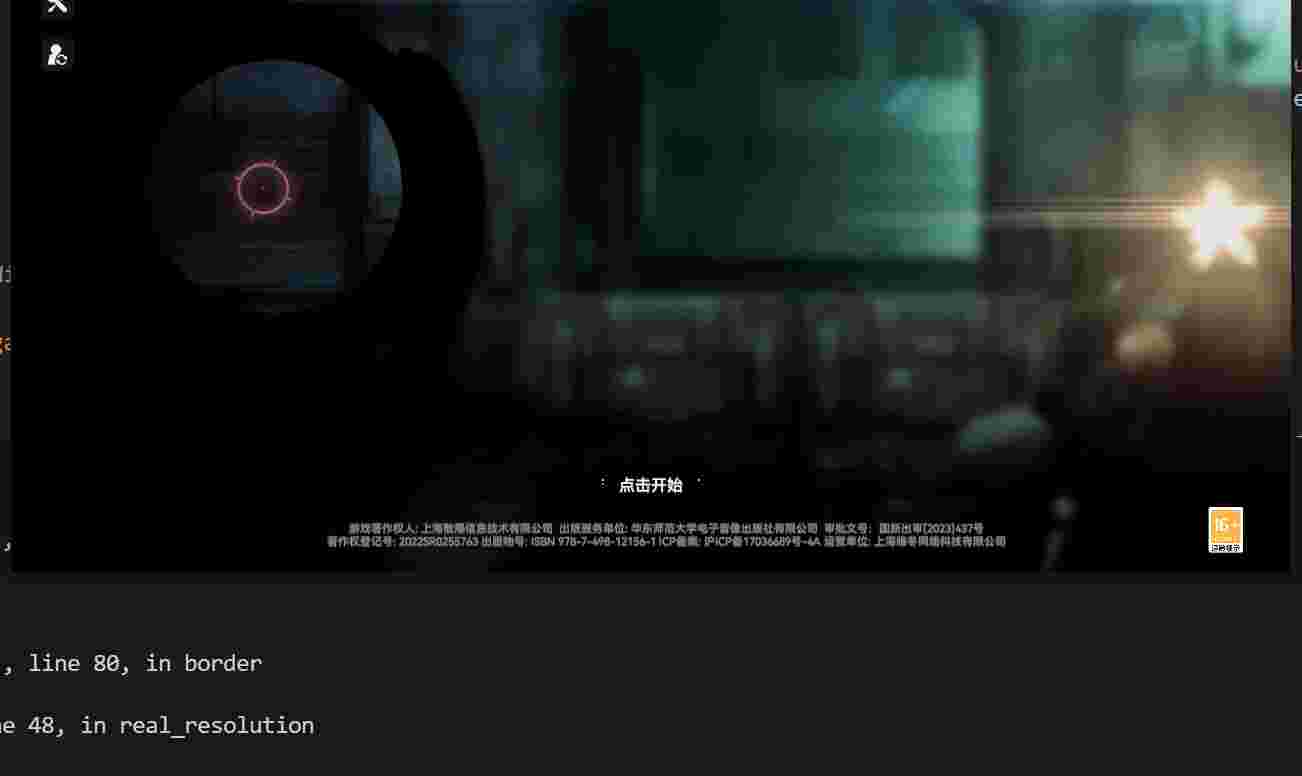 点击开始
游戏著作权人: 上海散爆信息技术有限公司 出版服务单位: 华东师范大学电子音像出版社有限公司 审批文号: 国新出审[2023]437号
著作权登记号: 2022SR0255763 出版物号: ISBN 978-7-498-12156-1 ICP备案: 沪ICP备17036689号-4A 运营单位: 上海暖冬网络科技有限公司
16+
, line 80, in border
e 48, in real_resolution